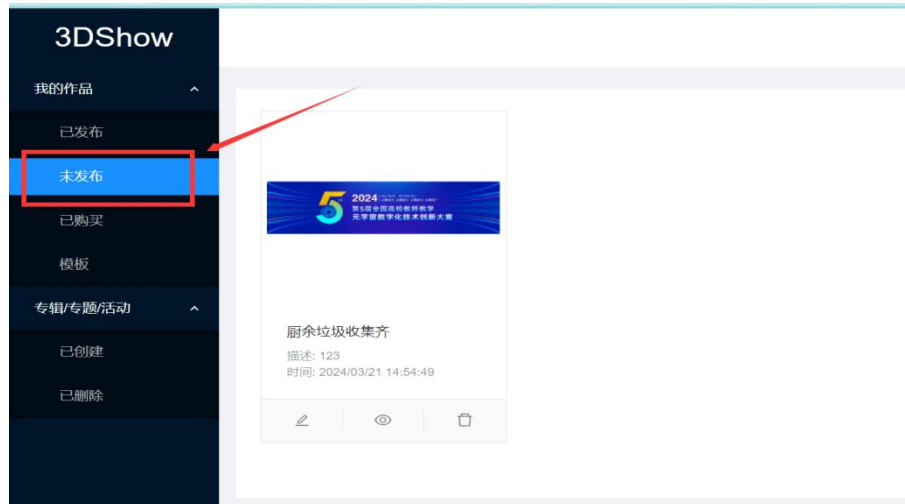 3DShow
我的作品
已发布
未发布
已购买
模板
专辑/专题/活动
已创建
已删除
2024
第5届全国高校教师教学
元宇宙数字化技术创新大赛
厨余垃圾收集齐
描述: 123
时间: 2024/03/21 14:54:49